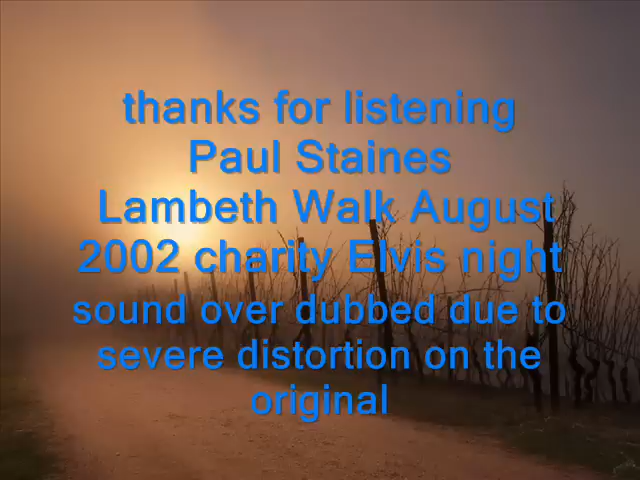 thanks for listening
Paul Staines
Lambeth Walk August
2002 charity Elvis night
sound over dubbed due to
severe distortion on the
original